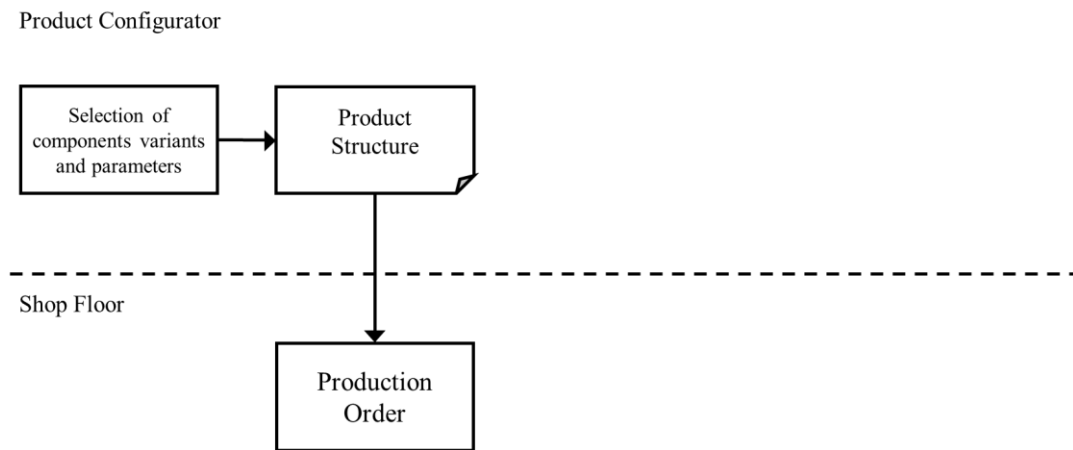 Product Configurator
Selection of
components variants
and parameters
Product
Structure
Shop Floor
Production
Order